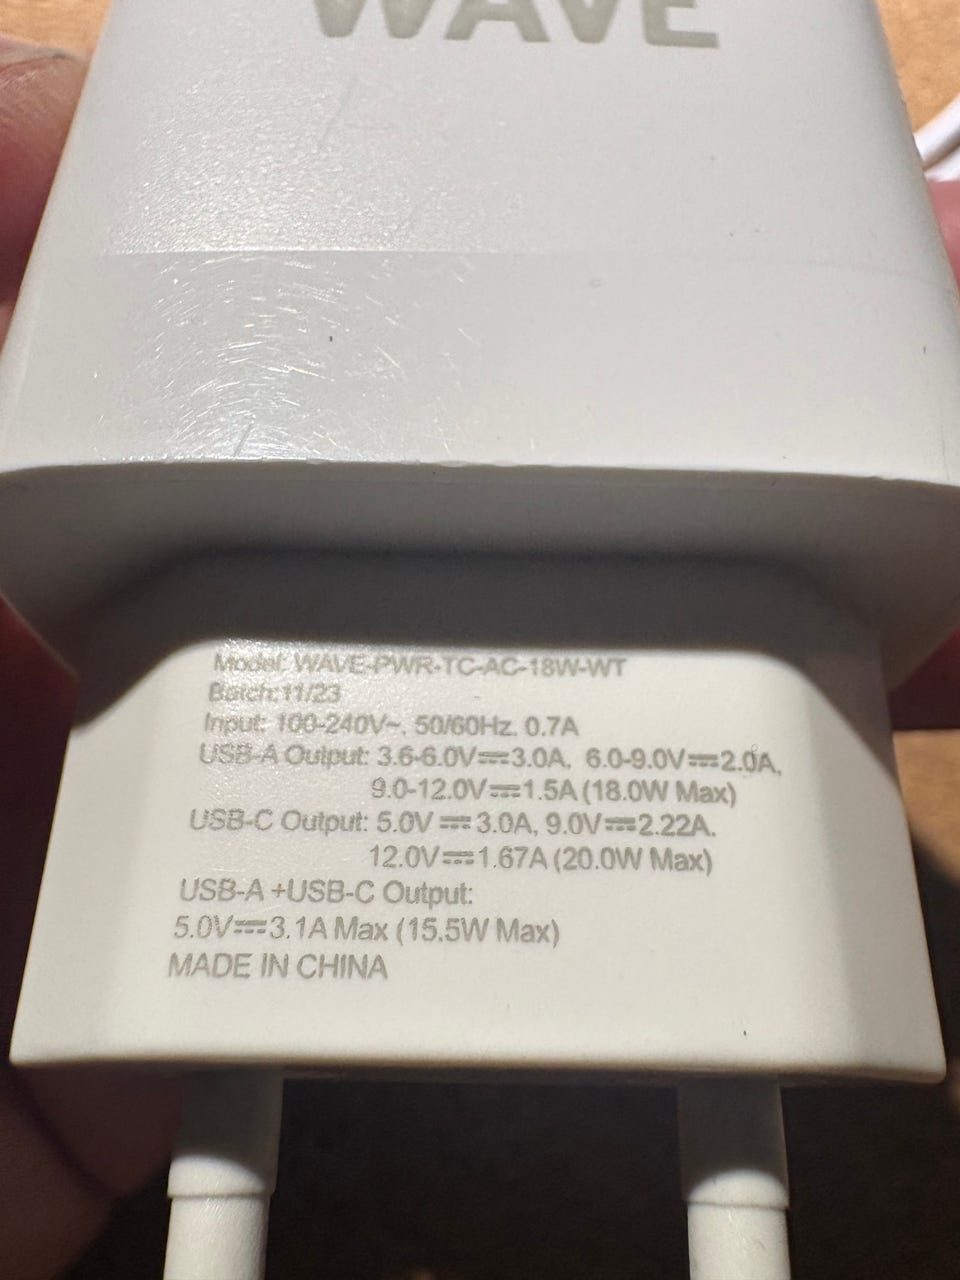 WAVE
Model: WAVE-PWR-TC-AC-18W-WT
Batch:11/23
Input: 100-240V~, 50/60Hz, 0.7A
USB-A Output: 3.6-6.0V⎓3.0A, 6.0-9.0V⎓2.0A,
9.0-12.0V⎓1.5A (18.0W Max)
USB-C Output: 5.0V⎓3.0A, 9.0V⎓2.22A,
12.0V⎓1.67A (20.0W Max)
USB-A +USB-C Output:
5.0V⎓3.1A Max (15.5W Max)
MADE IN CHINA